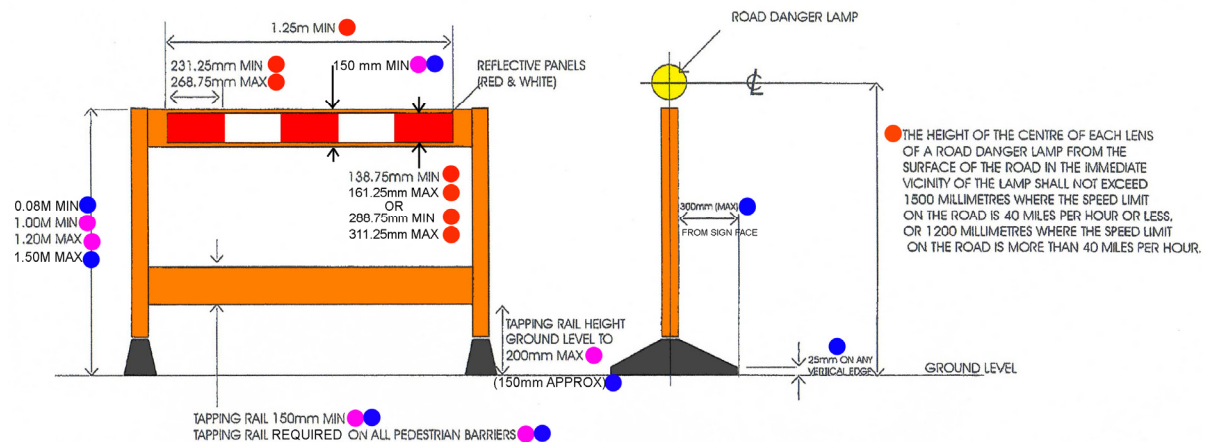 ROAD DANGER LAMP
1.25m MIN
231.25mm MIN
268.75mm MAX
150 mm MIN
REFLECTIVE PANELS
(RED & WHITE)
℄
THE HEIGHT OF THE CENTRE OF EACH LENS
OF A ROAD DANGER LAMP FROM THE
SURFACE OF THE ROAD IN THE IMMEDIATE
VICINITY OF THE LAMP SHALL NOT EXCEED
1500 MILLIMETRES WHERE THE SPEED LIMIT
ON THE ROAD IS 40 MILES PER HOUR OR LESS,
OR 1200 MILLIMETRES WHERE THE SPEED LIMIT
ON THE ROAD IS MORE THAN 40 MILES PER HOUR.
138.75mm MIN
161.25mm MAX
OR
288.75mm MIN
311.25mm MAX
0.08M MIN
1.00M MIN
1.20M MAX
1.50M MAX
300mm (MAX)
FROM SIGN FACE
TAPPING RAIL HEIGHT
GROUND LEVEL TO
200mm MAX
(150mm APPROX)
25mm ON ANY
VERTICAL EDGE
GROUND LEVEL
TAPPING RAIL 150mm MIN
TAPPING RAIL REQUIRED ON ALL PEDESTRIAN BARRIERS